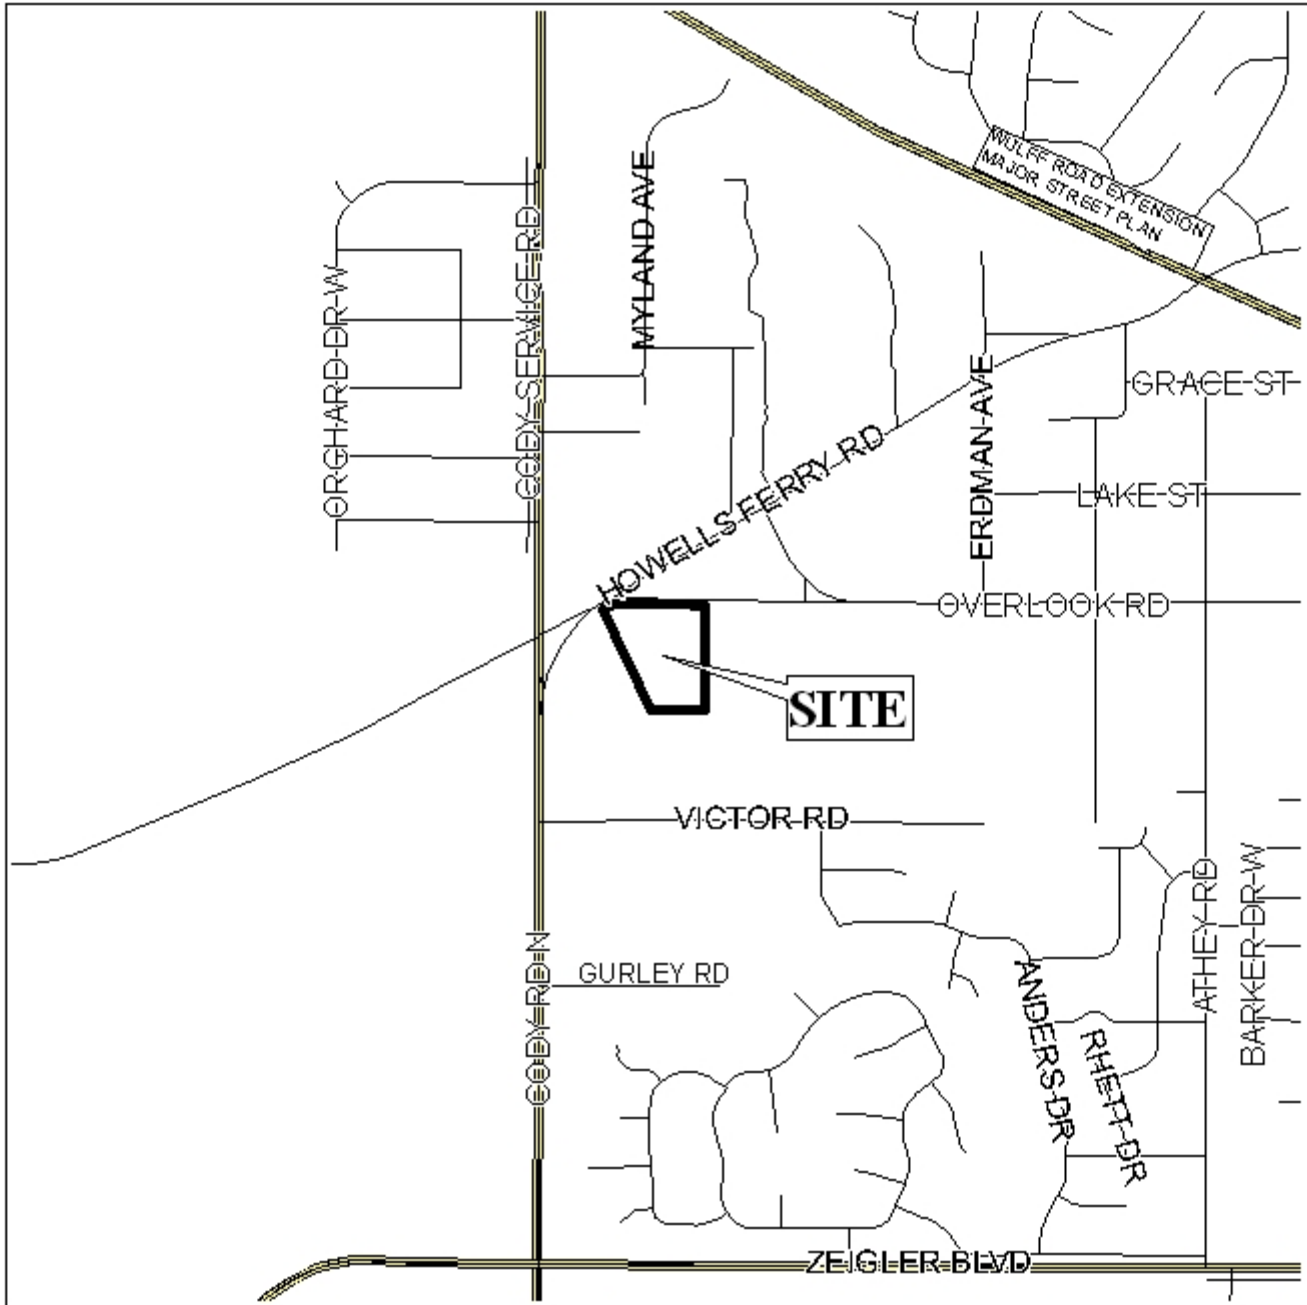 WULFF ROAD EXTENSION
MAJOR STREET PLAN
MYLAND AVE
CODY SERVICE RD
ORCHARD DR W
GRACE ST
ERDMAN AVE
HOWELLS FERRY RD
LAKE ST
OVERLOOK RD
SITE
VICTOR RD
ATHEY RD
BARKER DR W
CODY RD N
GURLEY RD
ANDERS DR
RHETT DR
ZEIGLER BLVD